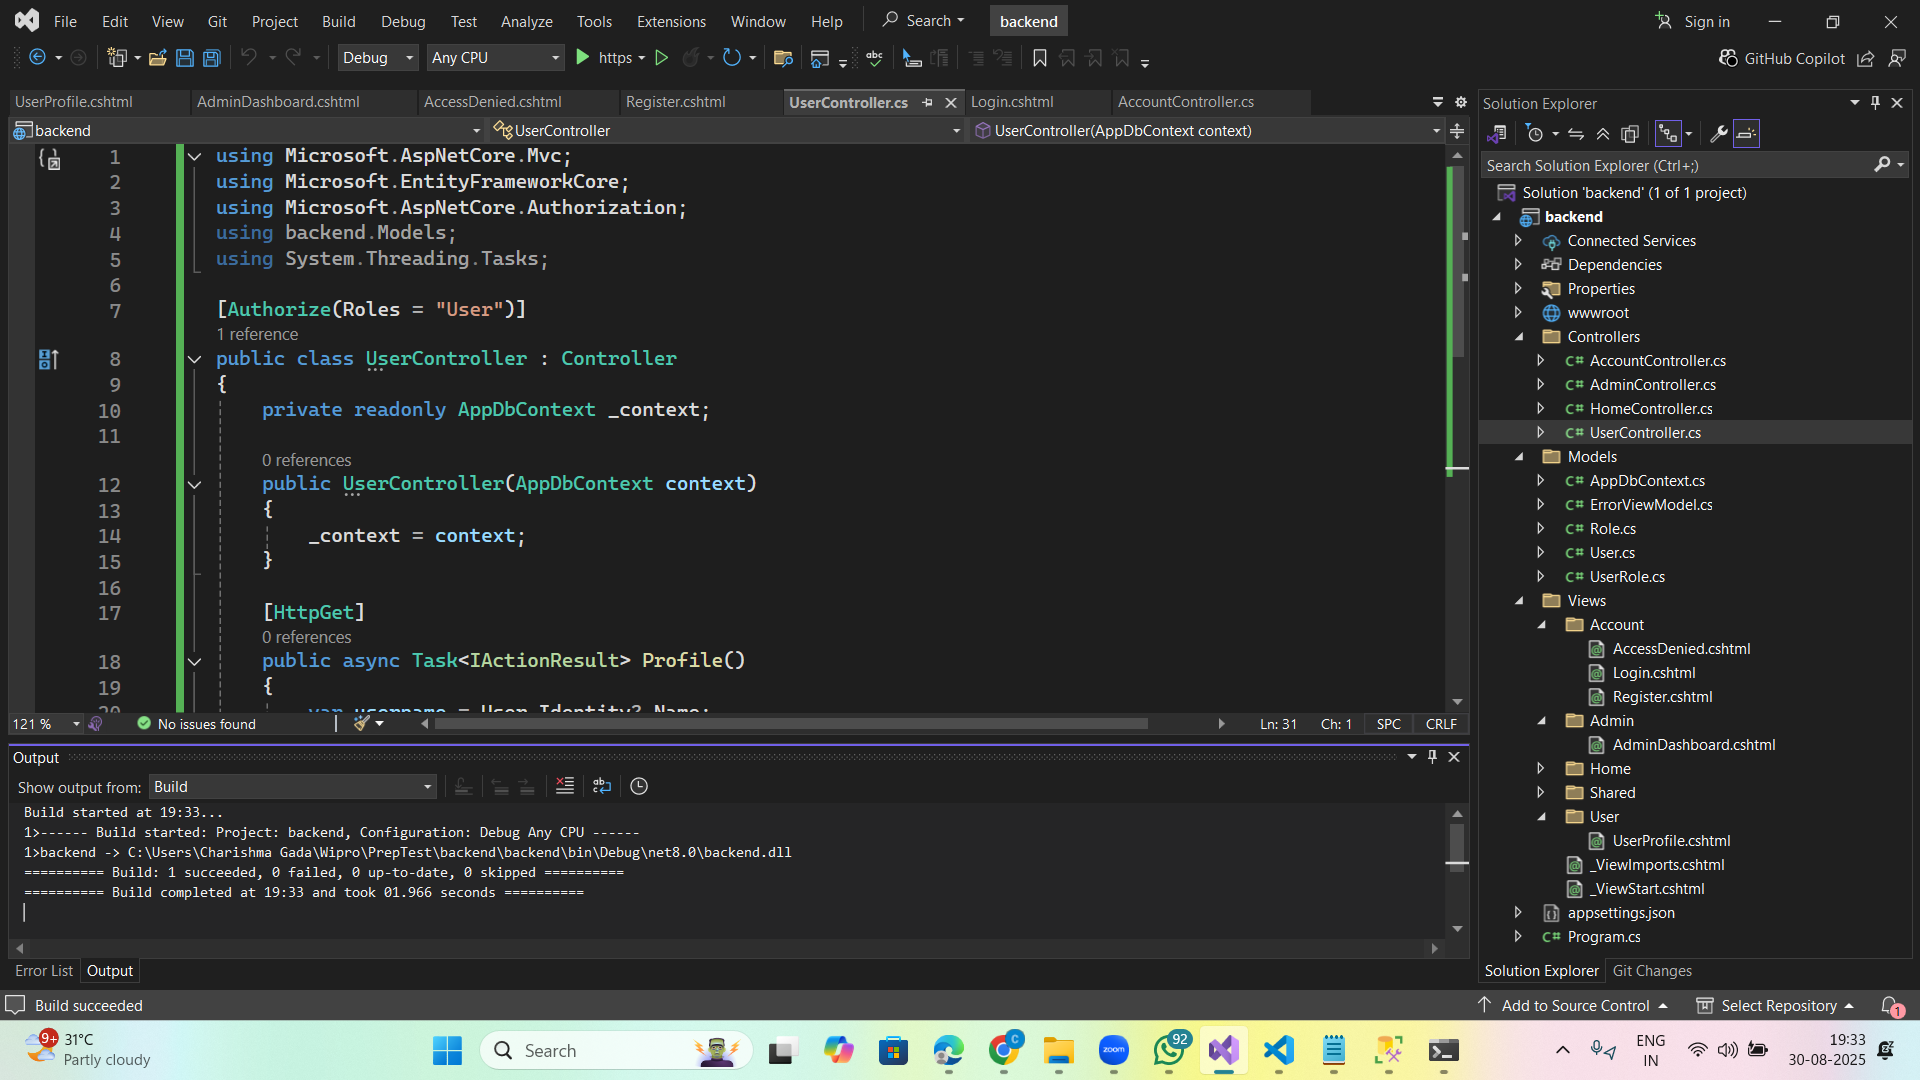 File Edit View Git Project Build Debug Test Analyze Tools Extensions Window Help Search backend Sign in
Debug Any CPU https GitHub Copilot
UserProfile.cshtml AdminDashboard.cshtml AccessDenied.cshtml Register.cshtml UserController.cs Login.cshtml AccountController.cs
backend UserController UserController(AppDbContext context)
1 using Microsoft.AspNetCore.Mvc;
2 using Microsoft.EntityFrameworkCore;
3 using Microsoft.AspNetCore.Authorization;
4 using backend.Models;
5 using System.Threading.Tasks;
6
7 [Authorize(Roles = "User")]
1 reference
8 public class UserController : Controller
9 {
10 private readonly AppDbContext _context;
11
0 references
12 public UserController(AppDbContext context)
13 {
14 _context = context;
15 }
16
17 [HttpGet]
0 references
18 public async Task<IActionResult> Profile()
19 {
20 var username = User.Identity?.Name;
121 % No issues found Ln: 31 Ch: 1 SPC CRLF
Output
Show output from: Build
Build started at 19:33...
1>------ Build started: Project: backend, Configuration: Debug Any CPU ------
1>backend -> C:\Users\Charishma Gada\Wipro\PrepTest\backend\backend\bin\Debug\net8.0\backend.dll
========== Build: 1 succeeded, 0 failed, 0 up-to-date, 0 skipped ==========
========== Build completed at 19:33 and took 01.966 seconds ==========
Error List Output
Solution Explorer
Search Solution Explorer (Ctrl+;)
Solution 'backend' (1 of 1 project)
backend
Connected Services
Dependencies
Properties
wwwroot
Controllers
C# AccountController.cs
C# AdminController.cs
C# HomeController.cs
C# UserController.cs
Models
C# AppDbContext.cs
C# ErrorViewModel.cs
C# Role.cs
C# User.cs
C# UserRole.cs
Views
Account
AccessDenied.cshtml
Login.cshtml
Register.cshtml
Admin
AdminDashboard.cshtml
Home
Shared
User
UserProfile.cshtml
_ViewImports.cshtml
_ViewStart.cshtml
appsettings.json
C# Program.cs
Solution Explorer Git Changes
Build succeeded Add to Source Control Select Repository 1
9+ 31°C
Partly cloudy
Search
C
zoom
92
ENG
IN
19:33
30-08-2025